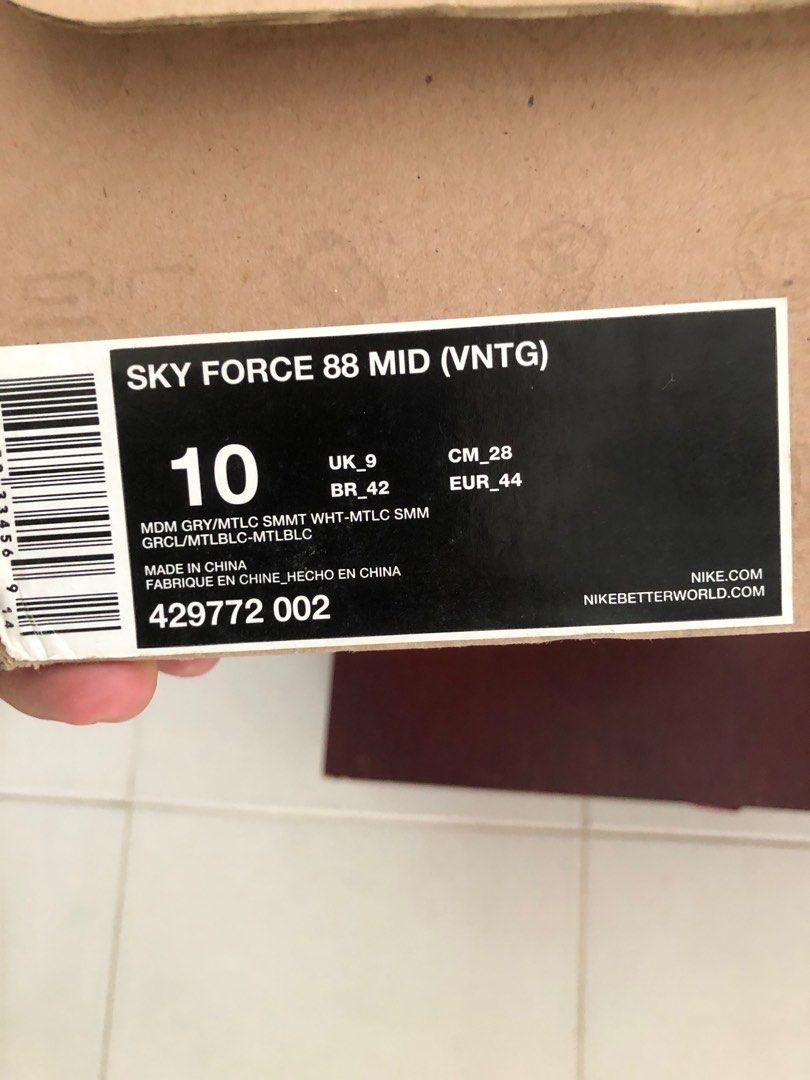 SKY FORCE 88 MID (VNTG)
10
UK_9
CM_28
BR_42
EUR_44
MDM GRY/MTLC SMMT WHT-MTLC SMM
GRCL/MTLBLC-MTLBLC
MADE IN CHINA
FABRIQUE EN CHINE_HECHO EN CHINA
429772 002
NIKE.COM
NIKEBETTERWORLD.COM